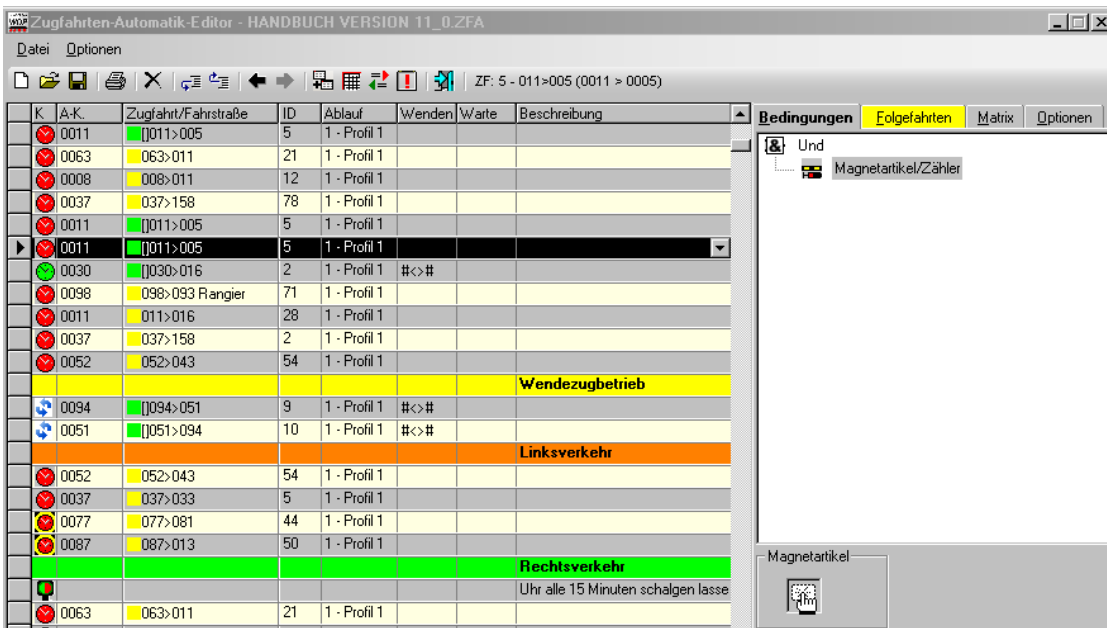 WDP Zugfahrten-Automatik-Editor - HANDBUCH VERSION 11_0.ZFA
Datei Optionen
ZF: 5 - 011>005 (0011 > 0005)
K A-K. Zugfahrt/Fahrstraße ID Ablauf Wenden Warte Beschreibung
0011 []011>005 5 1 - Profil 1
0063 063>011 21 1 - Profil 1
0008 008>011 12 1 - Profil 1
0037 037>158 78 1 - Profil 1
0011 []011>005 5 1 - Profil 1
0011 []011>005 5 1 - Profil 1
0030 []030>016 2 1 - Profil 1 #<>#
0098 098>093 Rangier 71 1 - Profil 1
0011 011>016 28 1 - Profil 1
0037 037>158 2 1 - Profil 1
0052 052>043 54 1 - Profil 1
Wendezugbetrieb
0094 []094>051 9 1 - Profil 1 #<>#
0051 []051>094 10 1 - Profil 1 #<>#
Linksverkehr
0052 052>043 54 1 - Profil 1
0037 037>033 5 1 - Profil 1
0077 077>081 44 1 - Profil 1
0087 087>013 50 1 - Profil 1
Rechtsverkehr
Uhr alle 15 Minuten schalgen lasse
0063 063>011 21 1 - Profil 1
Bedingungen Folgefahrten Matrix Optionen
& Und
Magnetartikel/Zähler
Magnetartikel